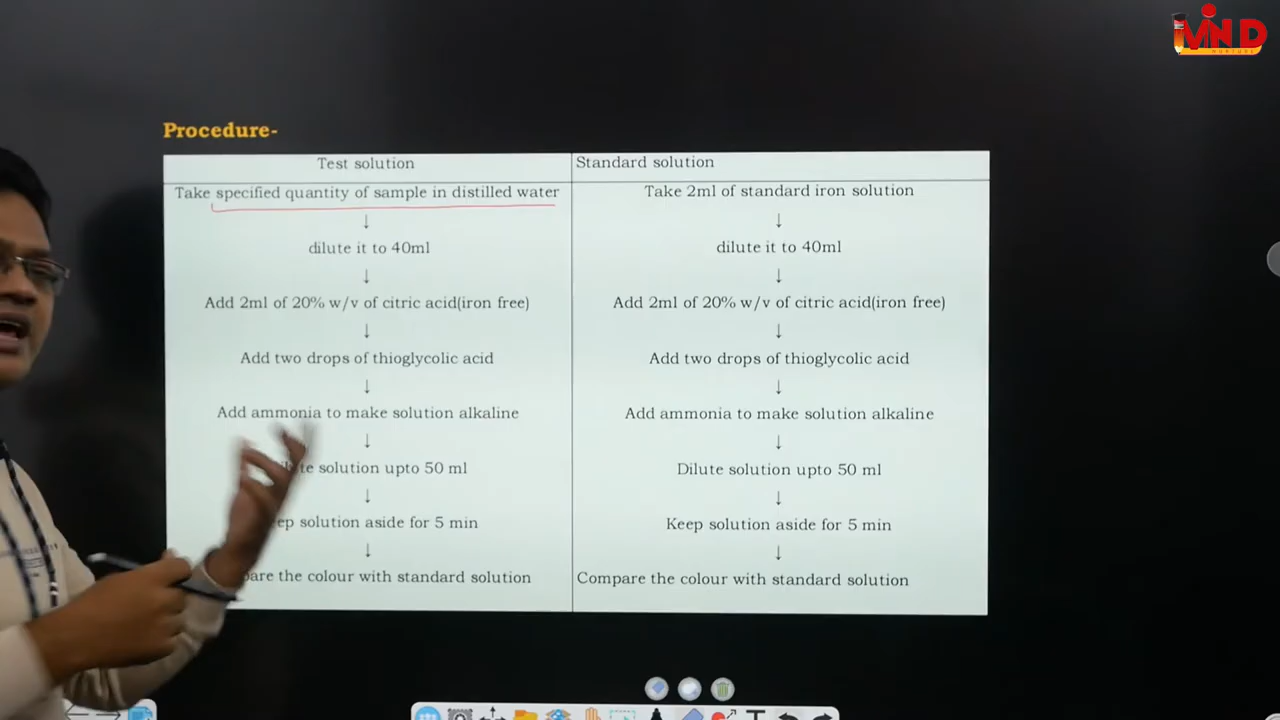 MIND
Procedure-
Test solution
Take specified quantity of sample in distilled water
↓
dilute it to 40ml
↓
Add 2ml of 20% w/v of citric acid(iron free)
↓
Add two drops of thioglycolic acid
↓
Add ammonia to make solution alkaline
↓
solution upto 50 ml
↓
solution aside for 5 min
↓
the colour with standard solution
Standard solution
Take 2ml of standard iron solution
↓
dilute it to 40ml
↓
Add 2ml of 20% w/v of citric acid(iron free)
↓
Add two drops of thioglycolic acid
↓
Add ammonia to make solution alkaline
↓
Dilute solution upto 50 ml
↓
Keep solution aside for 5 min
↓
Compare the colour with standard solution